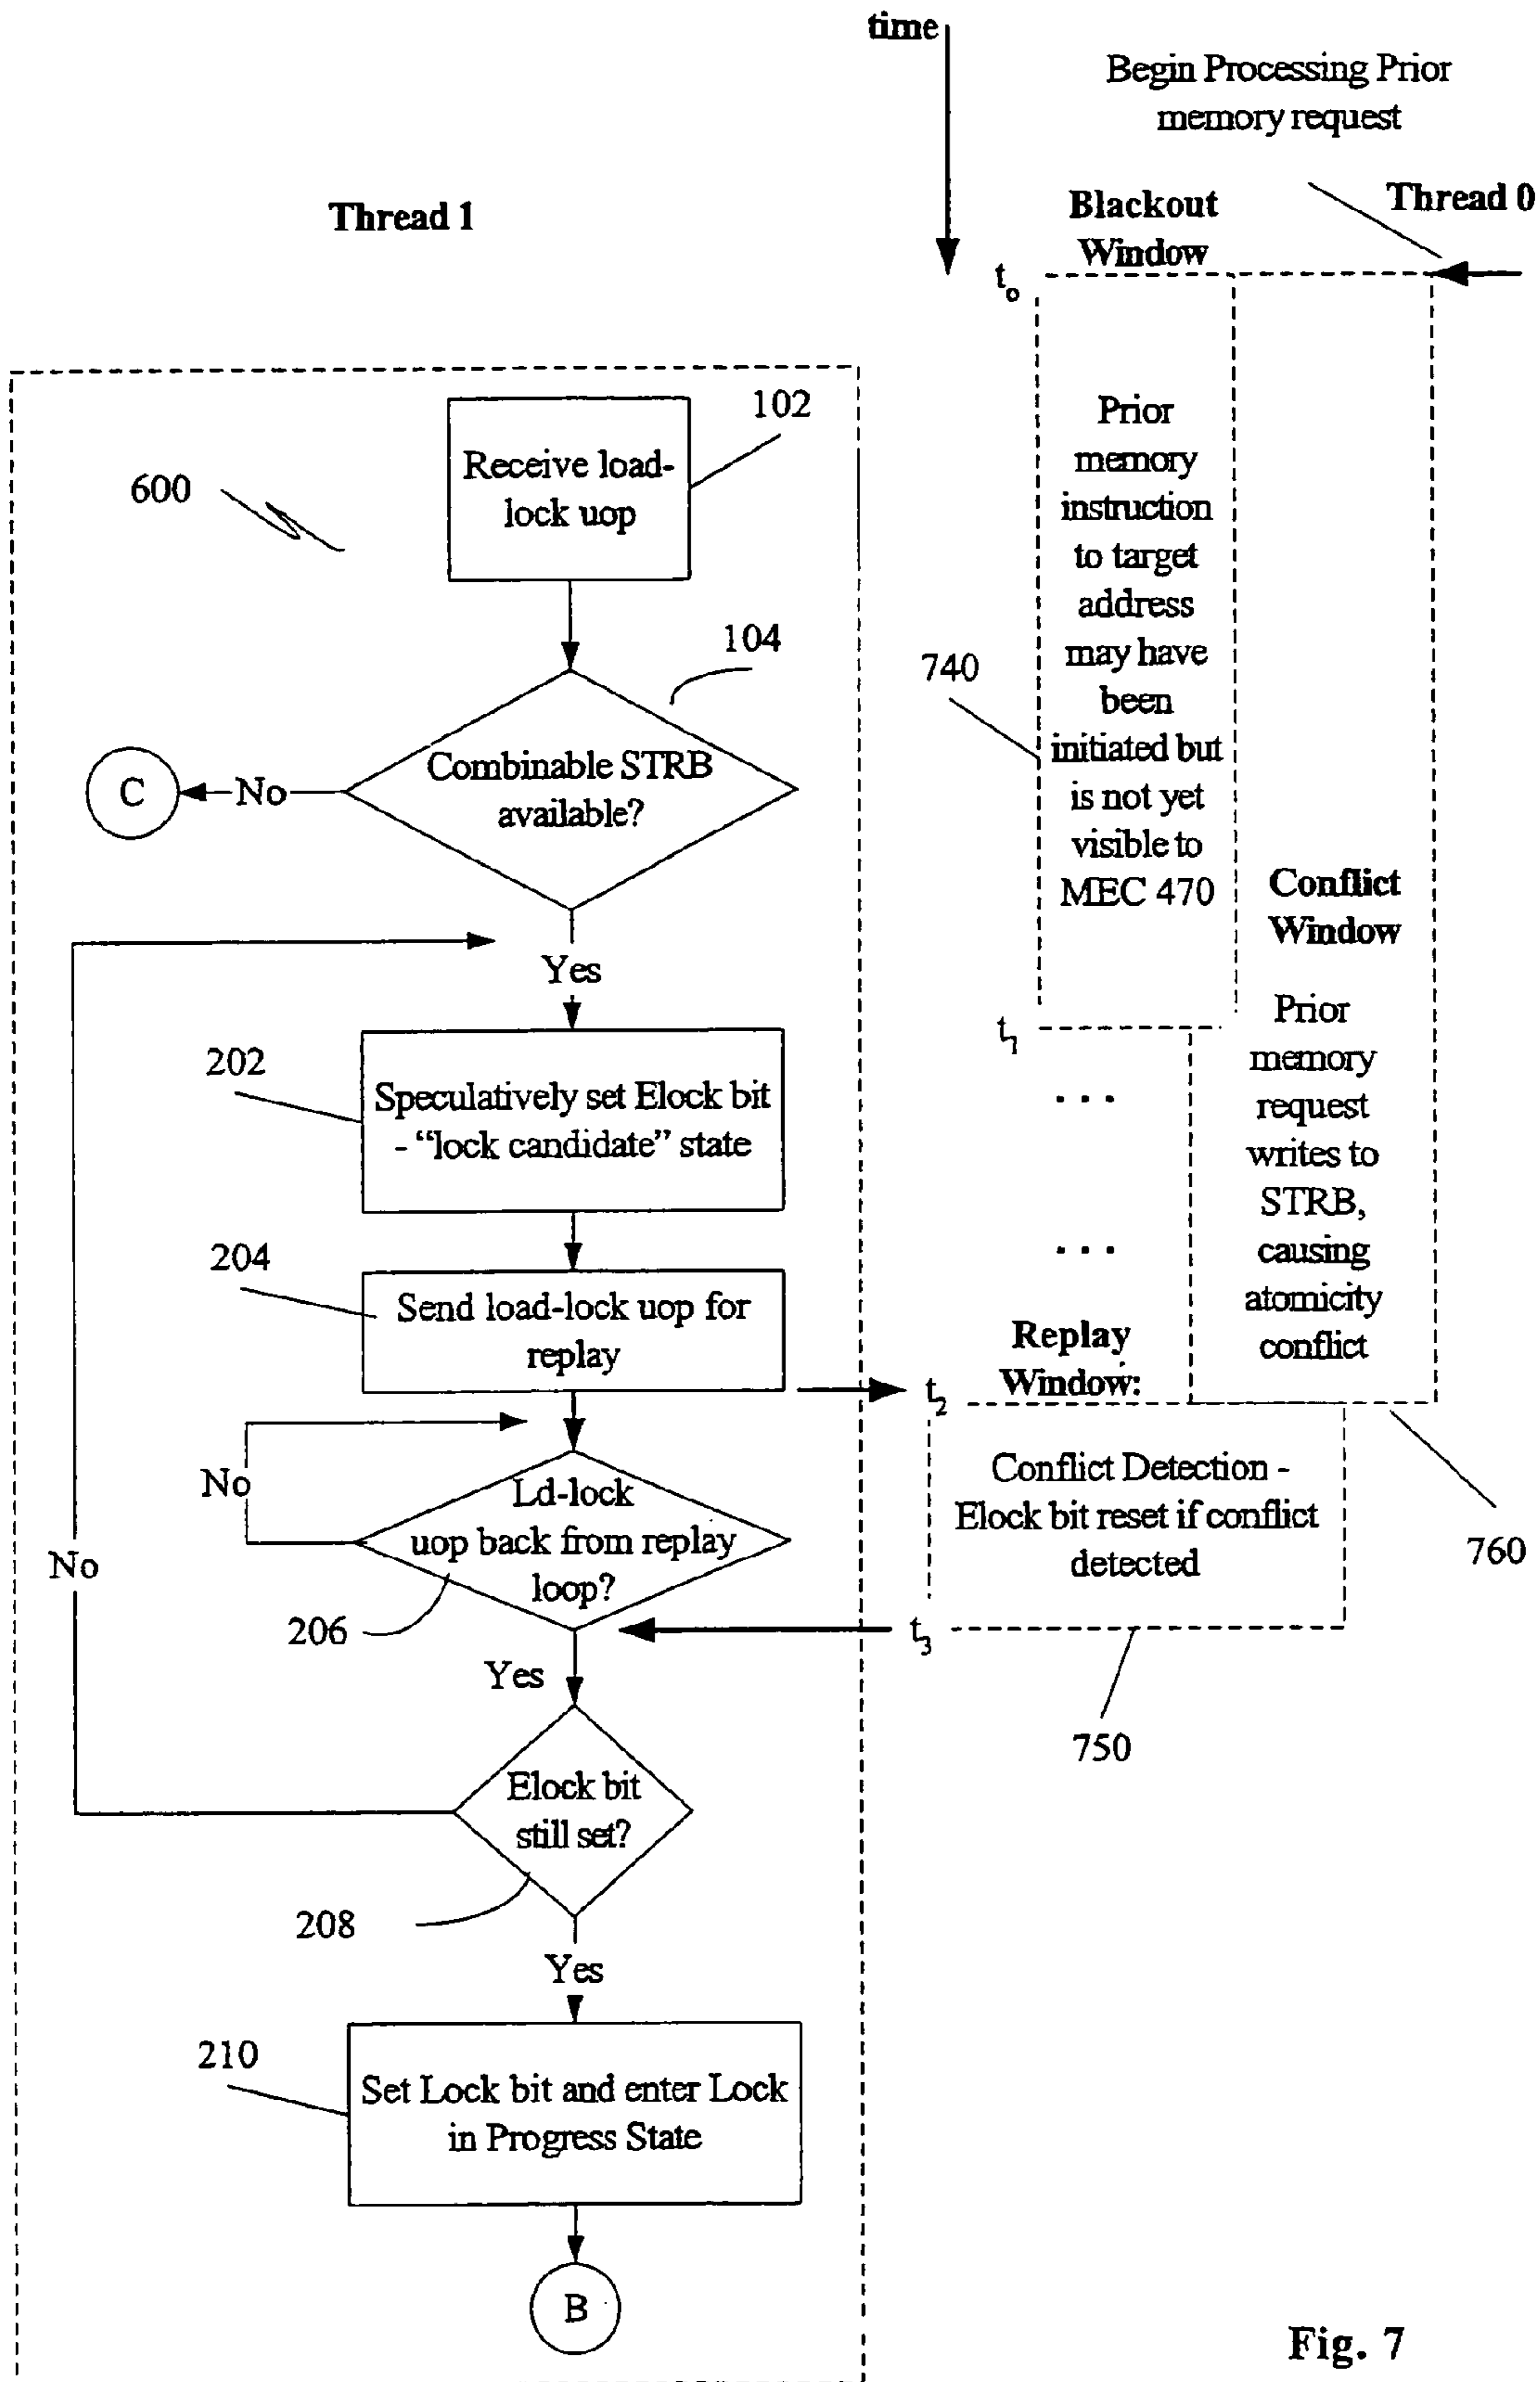 time
Begin Processing Prior
memory request
Thread 1
Blackout
Window
Thread 0
t₀
600
Receive load-
lock uop
102
104
Combinable STRB
available?
C
No
Yes
202
Speculatively set Elock bit
- “lock candidate” state
204
Send load-lock uop for
replay
No
Ld-lock
uop back from replay
loop?
206
Yes
No
Elock bit
still set?
208
Yes
210
Set Lock bit and enter Lock
in Progress State
B
740
Prior
memory
instruction
to target
address
may have
been
initiated but
is not yet
visible to
MEC 470
Conflict
Window
Prior
memory
request
writes to
STRB,
causing
atomicity
conflict
t₁
...
...
Replay
Window:
t₂
Conflict Detection -
Elock bit reset if conflict
detected
760
t₃
750
Fig. 7